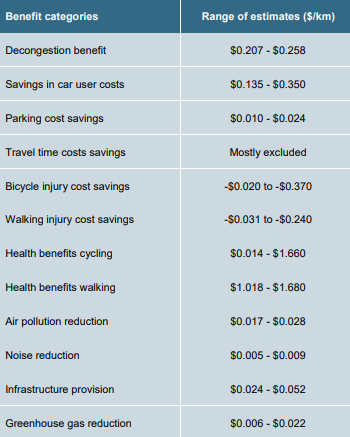 Benefit categories Range of estimates ($/km)
Decongestion benefit $0.207 - $0.258
Savings in car user costs $0.135 - $0.350
Parking cost savings $0.010 - $0.024
Travel time costs savings Mostly excluded
Bicycle injury cost savings -$0.020 to -$0.370
Walking injury cost savings -$0.031 to -$0.240
Health benefits cycling $0.014 - $1.660
Health benefits walking $1.018 - $1.680
Air pollution reduction $0.017 - $0.028
Noise reduction $0.005 - $0.009
Infrastructure provision $0.024 - $0.052
Greenhouse gas reduction $0.006 - $0.022